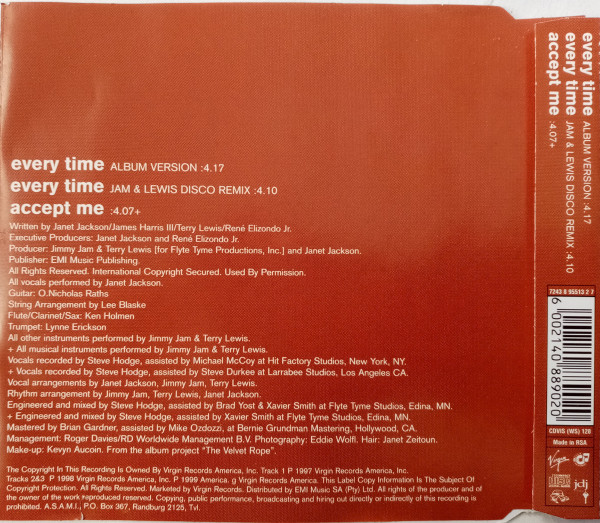 every time ALBUM VERSION :4.17
every time JAM & LEWIS DISCO REMIX :4.10
accept me :4.07+
Written by Janet Jackson/James Harris III/Terry Lewis/René Elizondo Jr.
Executive Producers: Janet Jackson and René Elizondo Jr.
Producer: Jimmy Jam & Terry Lewis [for Flyte Tyme Productions, Inc.] and Janet Jackson.
Publisher: EMI Music Publishing.
All Rights Reserved. International Copyright Secured. Used By Permission.
All vocals performed by Janet Jackson.
Guitar: O.Nicholas Raths
String Arrangement by Lee Blaske
Flute/Clarinet/Sax: Ken Holmen
Trumpet: Lynne Erickson
All other instruments performed by Jimmy Jam & Terry Lewis.
+ All musical instruments performed by Jimmy Jam & Terry Lewis.
Vocals recorded by Steve Hodge, assisted by Michael McCoy at Hit Factory Studios, New York, NY.
+ Vocals recorded by Steve Hodge, assisted by Steve Durkee at Larrabee Studios, Los Angeles CA.
Vocal arrangements by Janet Jackson, Jimmy Jam, Terry Lewis
Rhythm arrangement by Jimmy Jam, Terry Lewis, Janet Jackson.
Engineered and mixed by Steve Hodge, assisted by Brad Yost & Xavier Smith at Flyte Tyme Studios, Edina, MN.
+ Engineered and mixed by Steve Hodge, assisted by Xavier Smith at Flyte Tyme Studios, Edina, MN.
Mastered by Brian Gardner, assisted by Mike Ozdozzi, at Bernie Grundman Mastering, Hollywood, CA.
Management: Roger Davies/RD Worldwide Management B.V. Photography: Eddie Wolfl. Hair: Janet Zeitoun.
Make-up: Kevyn Aucoin. From the album project "The Velvet Rope".
The Copyright In This Recording Is Owned By Virgin Records America, Inc. Track 1 P 1997 Virgin Records America, Inc.
Tracks 2&3 P 1998 Virgin Records America, Inc. P 1999 America. g Virgin Records America, Inc. This Label Copy Information Is The Subject Of
Copyright Protection. All Rights Reserved. Marketed by Virgin Records. Distributed by EMI Music SA (Pty) Ltd. All rights of the producer and of
the owner of the work reproduced reserved. Copying, public performance, broadcasting and hiring out directly or indirectly of this recording is
prohibited. A.S.A.M.I., P.O. Box 367, Randburg 2125, Tvl.
every time ALBUM VERSION :4.17
every time JAM & LEWIS DISCO REMIX :4.10
accept me :4.07+
7243 8 95513 2 7
6 002140 889020
CDVIS (WS) 128
Made in RSA
Virgin
EMI
jdj